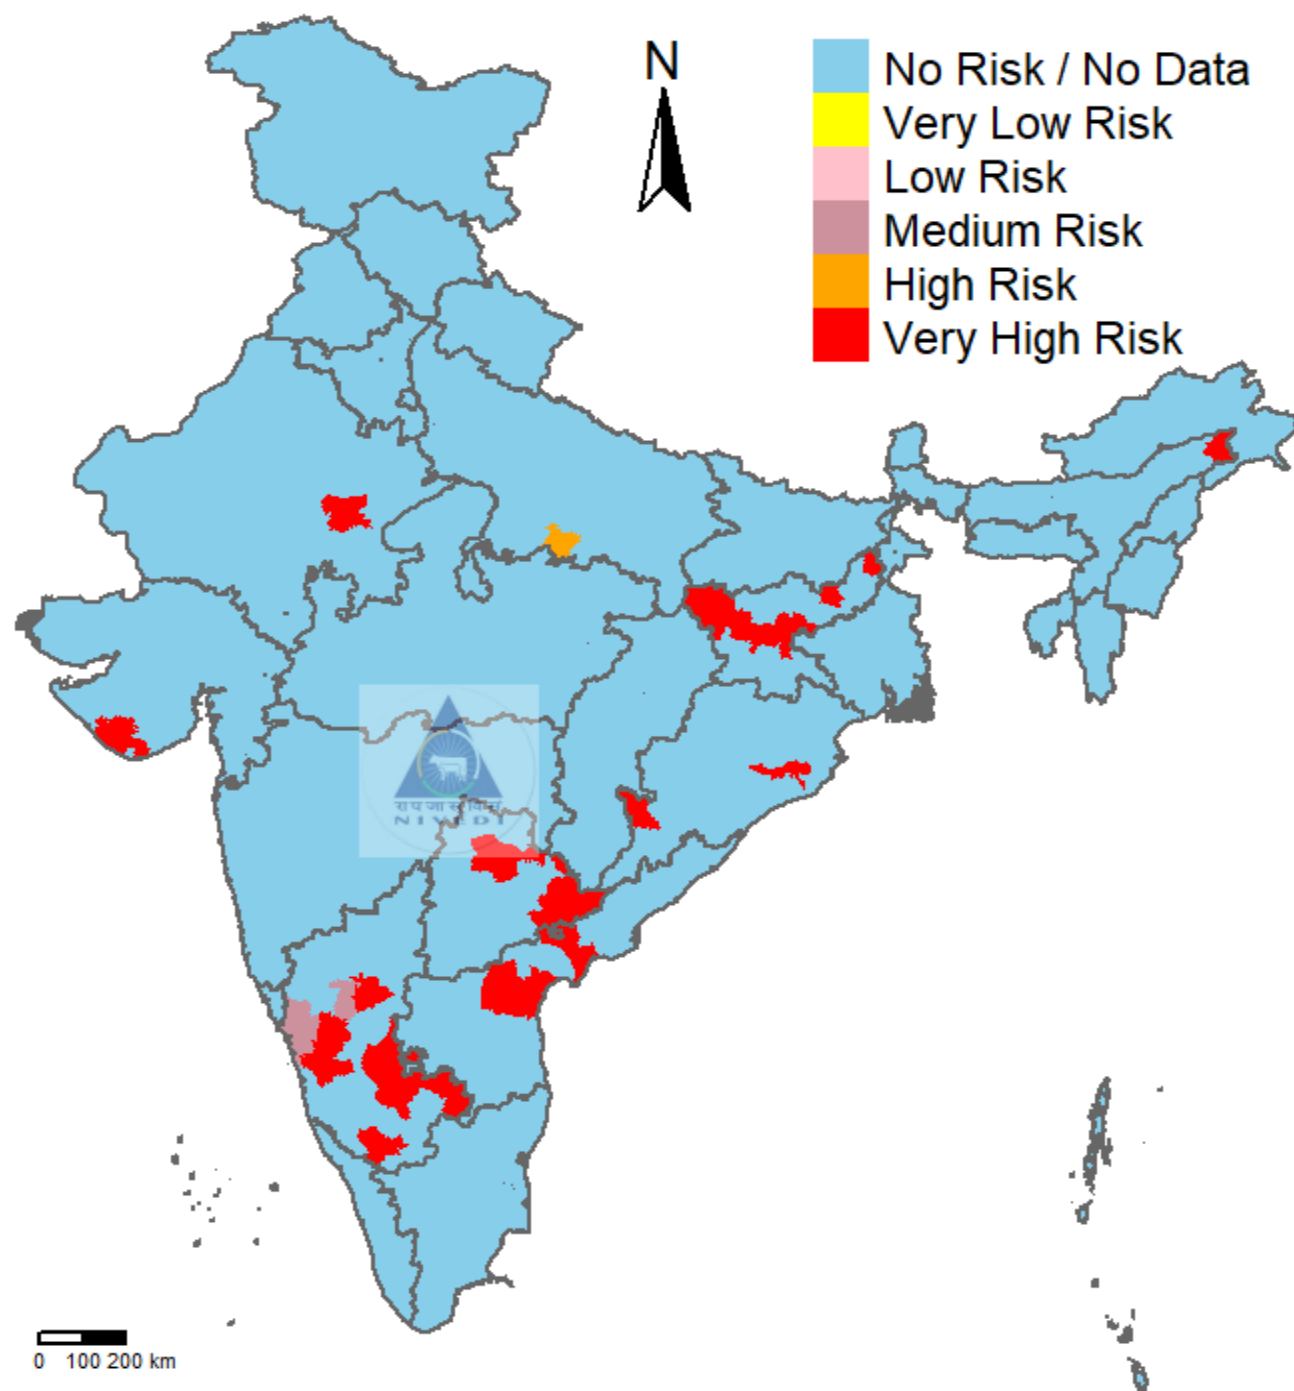 N
No Risk / No Data
Very Low Risk
Low Risk
Medium Risk
High Risk
Very High Risk
NIVEDI
0 100 200 km